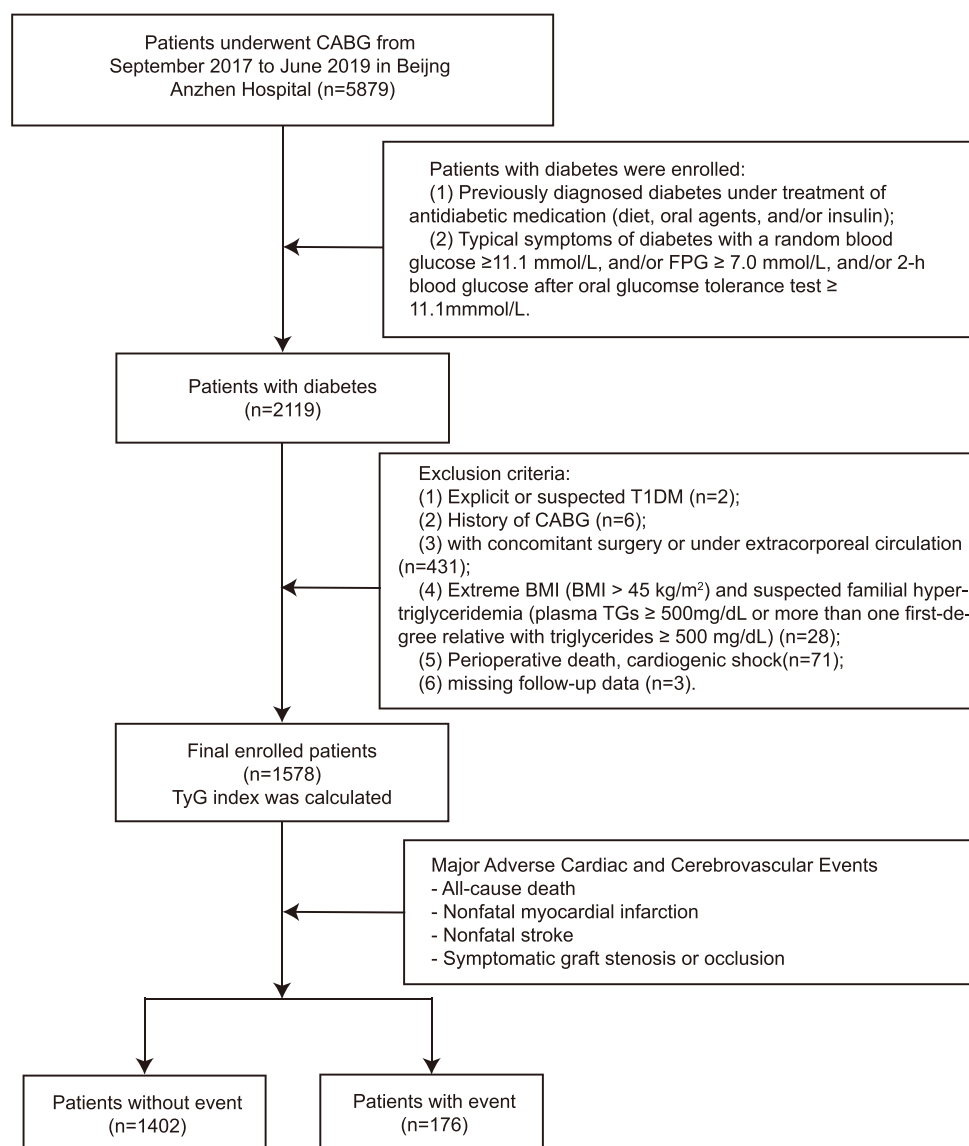 Patients underwent CABG from
September 2017 to June 2019 in Beijng
Anzhen Hospital (n=5879)
Patients with diabetes were enrolled:
(1) Previously diagnosed diabetes under treatment of
antidiabetic medication (diet, oral agents, and/or insulin);
(2) Typical symptoms of diabetes with a random blood
glucose ≥11.1 mmol/L, and/or FPG ≥ 7.0 mmol/L, and/or 2-h
blood glucose after oral glucomse tolerance test ≥
11.1mmmol/L.
Patients with diabetes
(n=2119)
Exclusion criteria:
(1) Explicit or suspected T1DM (n=2);
(2) History of CABG (n=6);
(3) with concomitant surgery or under extracorporeal circulation
(n=431);
(4) Extreme BMI (BMI > 45 kg/m²) and suspected familial hyper-
triglyceridemia (plasma TGs ≥ 500mg/dL or more than one first-de-
gree relative with triglycerides ≥ 500 mg/dL) (n=28);
(5) Perioperative death, cardiogenic shock(n=71);
(6) missing follow-up data (n=3).
Final enrolled patients
(n=1578)
TyG index was calculated
Major Adverse Cardiac and Cerebrovascular Events
- All-cause death
- Nonfatal myocardial infarction
- Nonfatal stroke
- Symptomatic graft stenosis or occlusion
Patients without event
(n=1402)
Patients with event
(n=176)